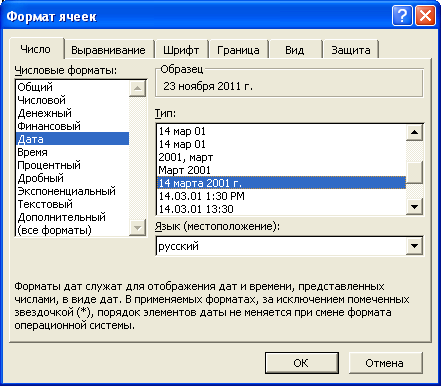 Формат ячеек
Число
Выравнивание
Шрифт
Граница
Вид
Защита
Числовые форматы:
Общий
Числовой
Денежный
Финансовый
Дата
Время
Процентный
Дробный
Экспоненциальный
Текстовый
Дополнительный
(все форматы)
Образец
23 ноября 2011 г.
Тип:
14 мар 01
14 мар 01
2001, март
Март 2001
14 марта 2001 г.
14.03.01 1:30 PM
14.03.01 13:30
Язык (местоположение):
русский
Форматы дат служат для отображения дат и времени, представленных
числами, в виде дат. В применяемых форматах, за исключением помеченных
звездочкой (*), порядок элементов даты не меняется при смене формата
операционной системы.
ОК
Отмена